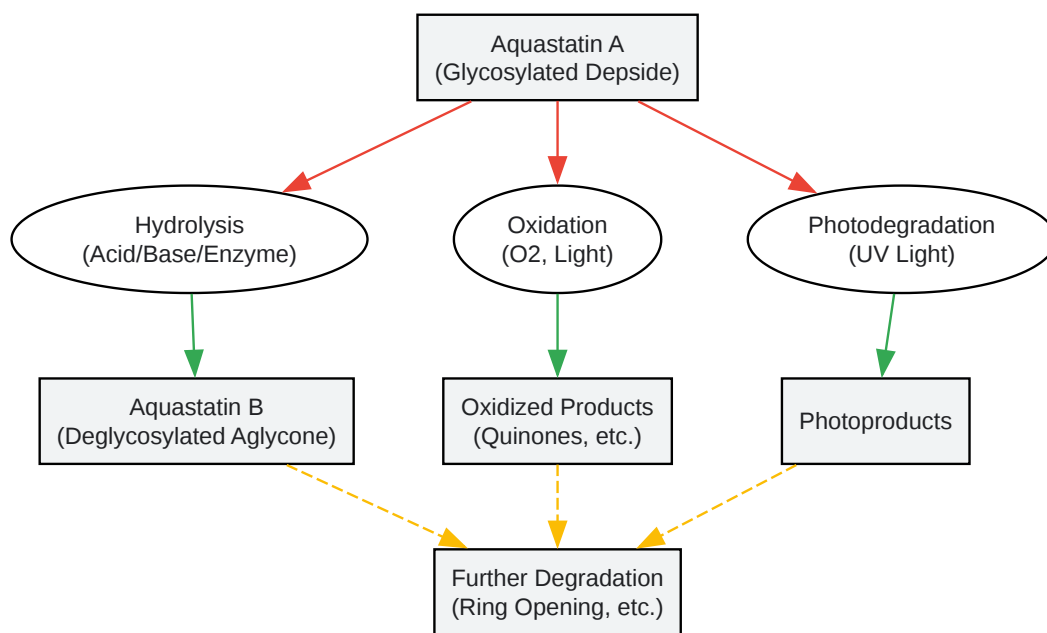 Aquastatin A
(Glycosylated Depside)
Hydrolysis
(Acid/Base/Enzyme)
Oxidation
(O2, Light)
Photodegradation
(UV Light)
Aquastatin B
(Deglycosylated Aglycone)
Oxidized Products
(Quinones, etc.)
Photoproducts
Further Degradation
(Ring Opening, etc.)